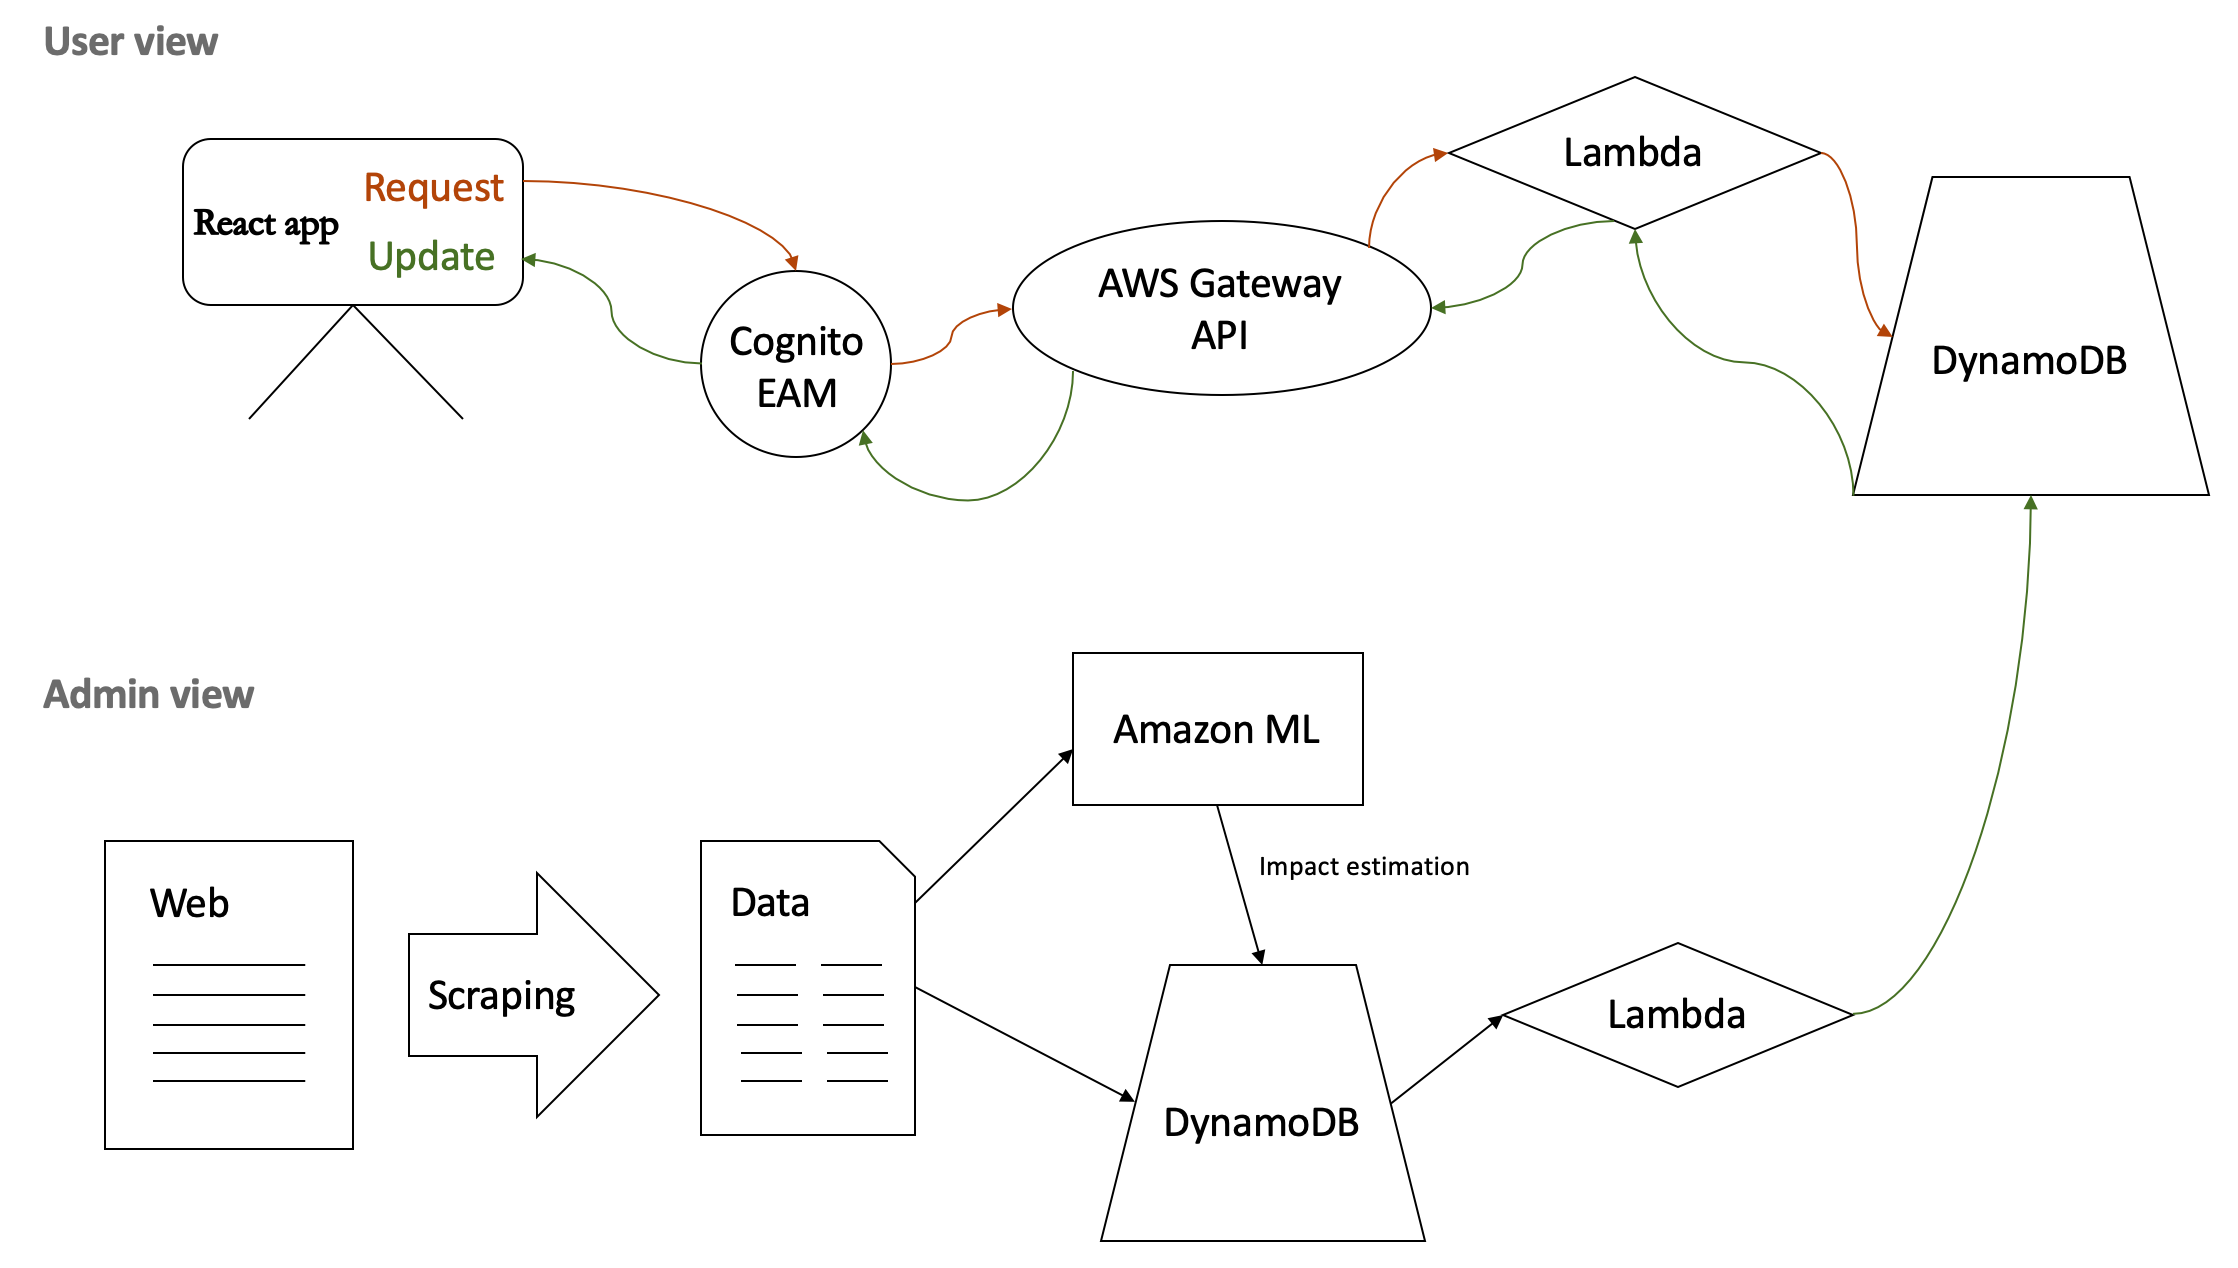 User view
React app
Request
Update
Cognito
EAM
AWS Gateway
API
Lambda
DynamoDB
Admin view
Web
Scraping
Data
Amazon ML
Impact estimation
DynamoDB
Lambda